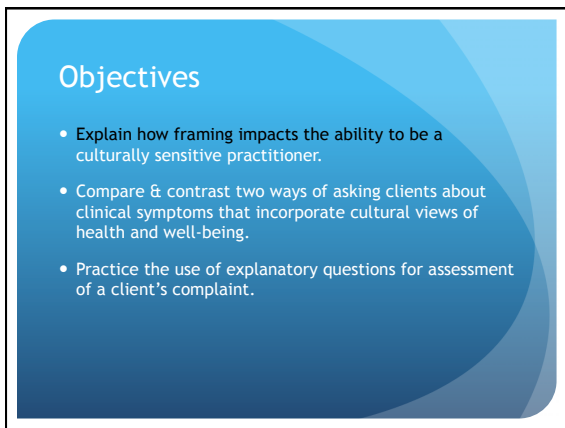 Objectives
• Explain how framing impacts the ability to be a
culturally sensitive practitioner.
• Compare & contrast two ways of asking clients about
clinical symptoms that incorporate cultural views of
health and well-being.
• Practice the use of explanatory questions for assessment
of a client's complaint.